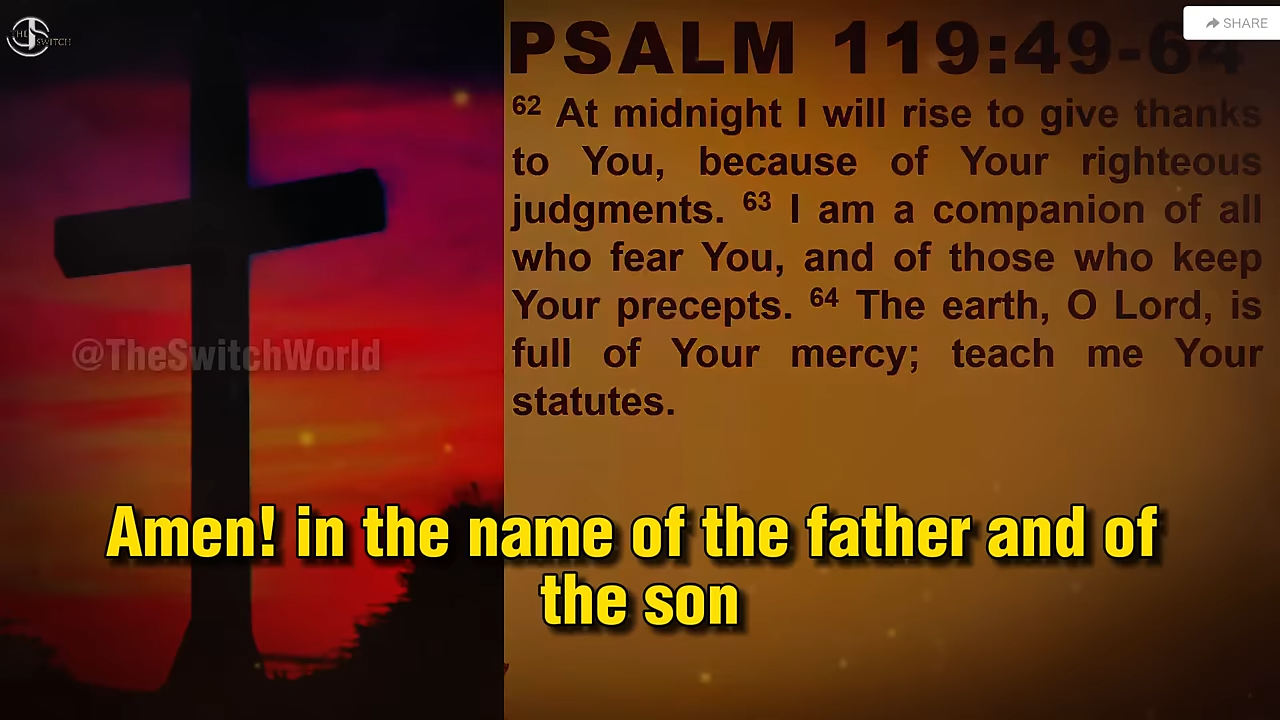 THE
SWITCH
SHARE
PSALM 119:49-64
62 At midnight I will rise to give thanks
to You, because of Your righteous
judgments. 63 I am a companion of all
who fear You, and of those who keep
Your precepts. 64 The earth, O Lord, is
full of Your mercy; teach me Your
statutes.
@TheSwitchWorld
Amen! in the name of the father and of
the son